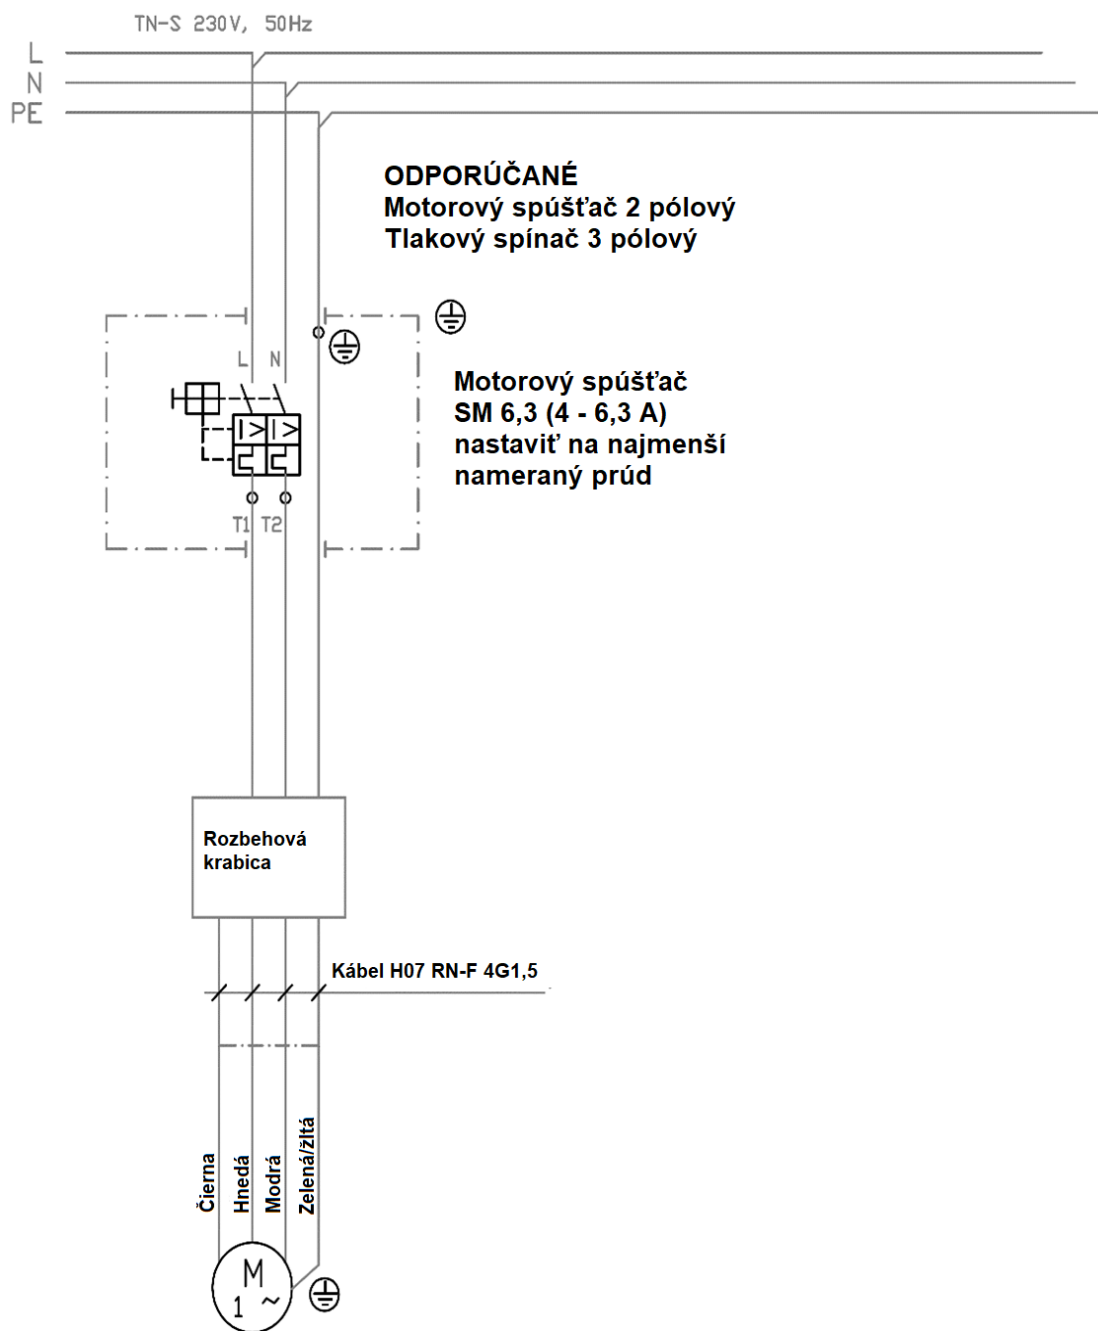 TN-S 230V, 50Hz
L
N
PE
ODPORÚČANÉ
Motorový spúšťač 2 pólový
Tlakový spínač 3 pólový
L N
Motorový spúšťač
SM 6,3 (4 - 6,3 A)
nastaviť na najmenší
nameraný prúd
I> I>
T1 T2
Rozbehová
krabica
Kábel H07 RN-F 4G1,5
Čierna
Hnedá
Modrá
Zelená/žltá
M
1 ~